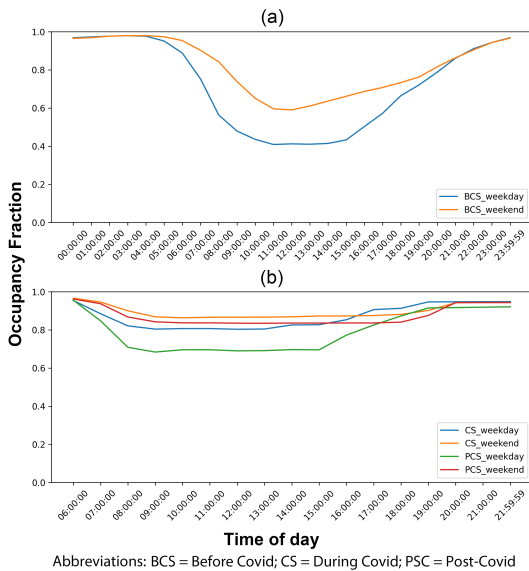 (a)
1.0
0.8
0.6
0.4
0.2
0.0
BCS_weekday
BCS_weekend
00:00:00 01:00:00 02:00:00 03:00:00 04:00:00 05:00:00 06:00:00 07:00:00 08:00:00 09:00:00 10:00:00 11:00:00 12:00:00 13:00:00 14:00:00 15:00:00 16:00:00 17:00:00 18:00:00 19:00:00 20:00:00 21:00:00 22:00:00 23:00:00 23:59:59
Occupancy Fraction
(b)
1.0
0.8
0.6
0.4
0.2
0.0
CS_weekday
CS_weekend
PCS_weekday
PCS_weekend
06:00:00 07:00:00 08:00:00 09:00:00 10:00:00 11:00:00 12:00:00 13:00:00 14:00:00 15:00:00 16:00:00 17:00:00 18:00:00 19:00:00 20:00:00 21:00:00 21:59:59
Time of day
Abbreviations: BCS = Before Covid; CS = During Covid; PSC = Post-Covid